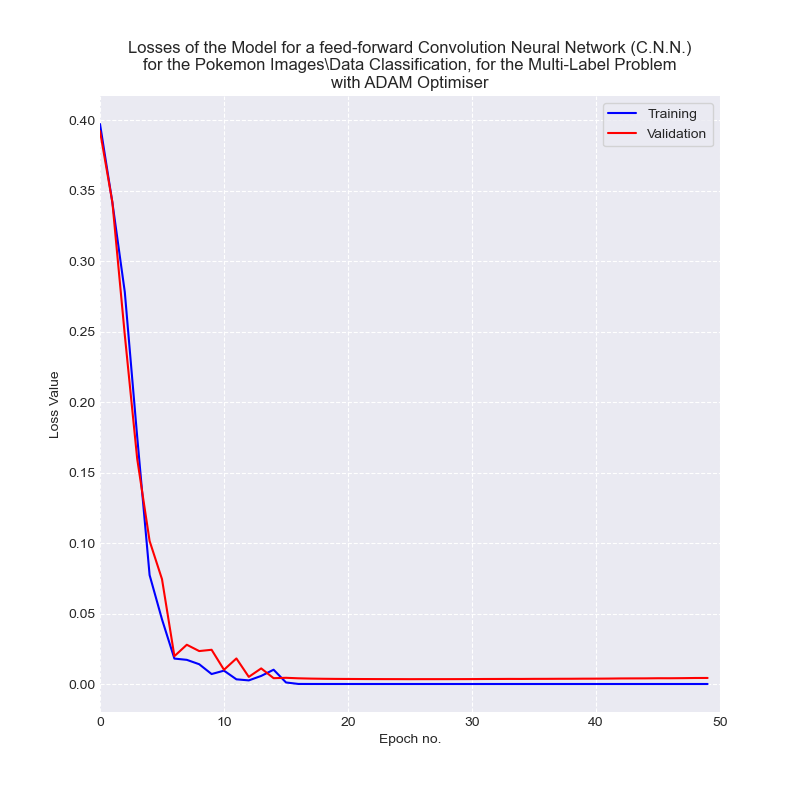 Losses of the Model for a feed-forward Convolution Neural Network (C.N.N.)
for the Pokemon Images\Data Classification, for the Multi-Label Problem
with ADAM Optimiser
Training
Validation
0.40
0.35
0.30
0.25
0.20
0.15
0.10
0.05
0.00
Loss Value
0 10 20 30 40 50
Epoch no.